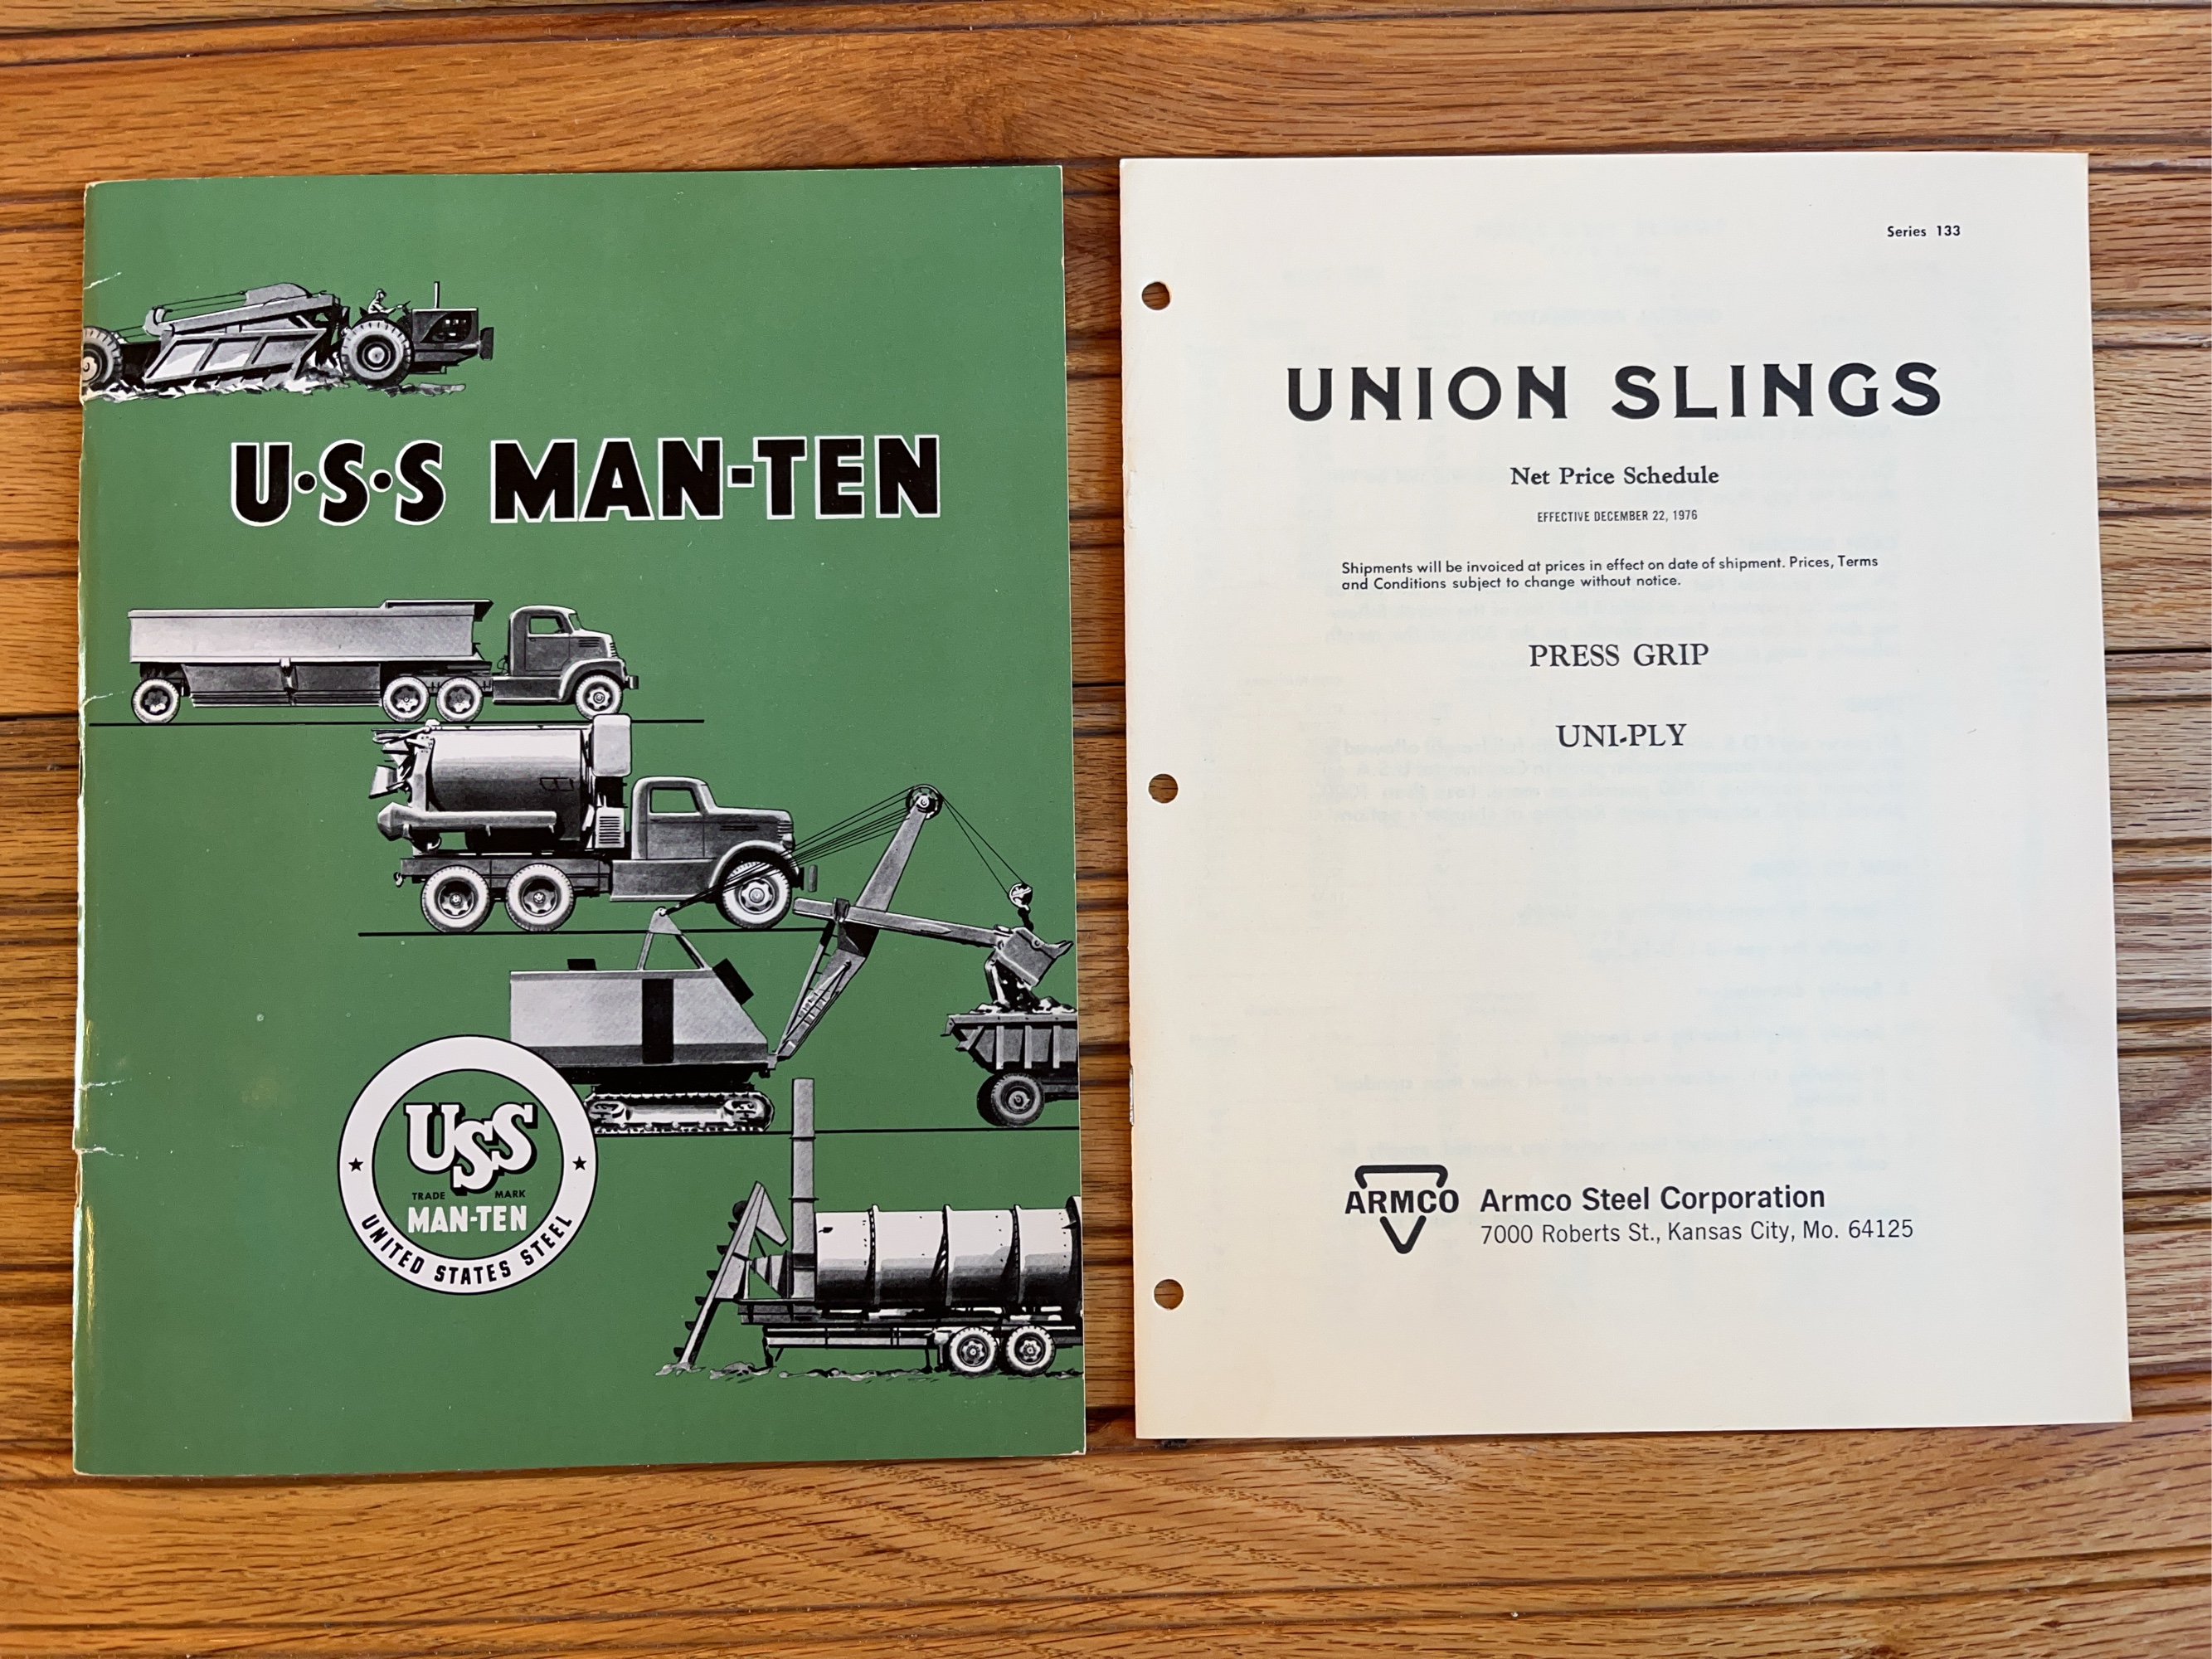 U·S·S MAN-TEN
USS
TRADE MARK
MAN-TEN
UNITED STATES STEEL
Series 133
UNION SLINGS
Net Price Schedule
EFFECTIVE DECEMBER 22, 1976
Shipments will be invoiced at prices in effect on date of shipment. Prices, Terms
and Conditions subject to change without notice.
PRESS GRIP
UNI-PLY
ARMCO Armco Steel Corporation
7000 Roberts St., Kansas City, Mo. 64125